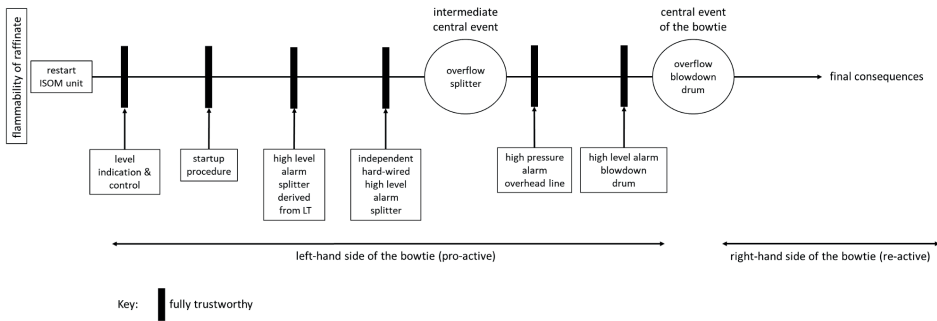 intermediate
central event
central event
of the bowtie
flammability of raffinate
restart
ISOM unit
overflow
splitter
overflow
blowdown
drum
final consequences
level
indication &
control
startup
procedure
high level
alarm
splitter
derived
from LT
independent
hard-wired
high level
alarm
splitter
high pressure
alarm
overhead line
high level alarm
blowdown
drum
left-hand side of the bowtie (pro-active)
right-hand side of the bowtie (re-active)
Key:
fully trustworthy